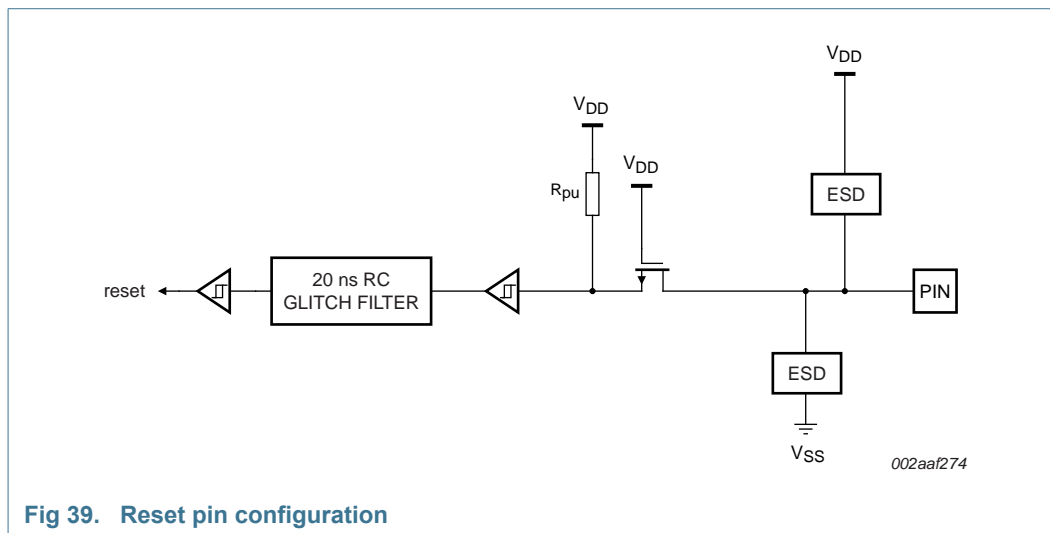 VDD
VDD
VDD
Rpu
ESD
reset
20 ns RC
GLITCH FILTER
PIN
ESD
VSS
002aaf274
Fig 39. Reset pin configuration